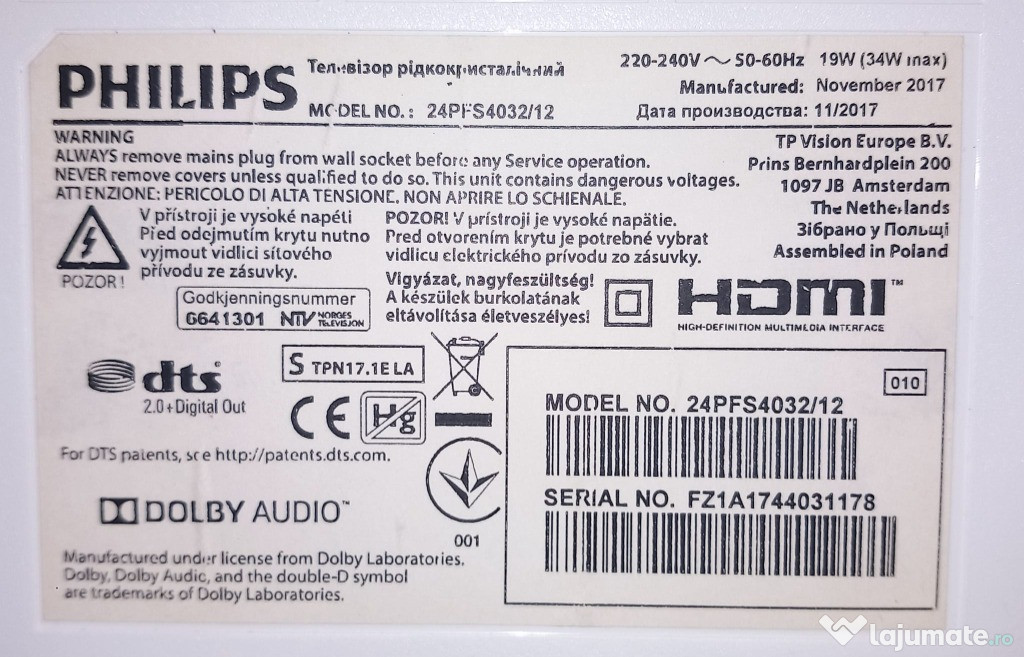 PHILIPS
Телевізор рідкокристалічний
MODEL NO.: 24PFS4032/12
220-240V ~ 50-60Hz 19W (34W max)
Manufactured: November 2017
Дата производства: 11/2017
WARNING
ALWAYS remove mains plug from wall socket before any Service operation.
NEVER remove covers unless qualified to do so. This unit contains dangerous voltages.
ATTENZIONE: PERICOLO DI ALTA TENSIONE, NON APRIRE LO SCHIENALE.
TP Vision Europe B.V.
Prins Bernhardplein 200
1097 JB Amsterdam
The Netherlands
Зібрано у Польщі
Assembled in Poland
POZOR!
V přístroji je vysoké napětí
Před odejmutím krytu nutno
vyjmout vidlici síťového
přívodu ze zásuvky.
POZOR! V prístroji je vysoké napätie.
Pred otvorením krytu je potrebné vybrat
vidlicu elektrického prívodu zo zásuvky.
Vigyázat, nagyfeszültség!
A készülek burkolatának
eltávolítása életveszélyes!
HDMI™
HIGH-DEFINITION MULTIMEDIA INTERFACE
Godkjenningsnummer
6641301 NTV NORGES TELEVISJON
dts
2.0+Digital Out
S TPN17.1E LA
CE
Hg
For DTS patents, see http://patents.dts.com.
DOLBY AUDIO™
001
Manufactured under license from Dolby Laboratories.
Dolby, Dolby Audio, and the double-D symbol
are trademarks of Dolby Laboratories.
010
MODEL NO. 24PFS4032/12
SERIAL NO. FZ1A1744031178
lajumate.ro